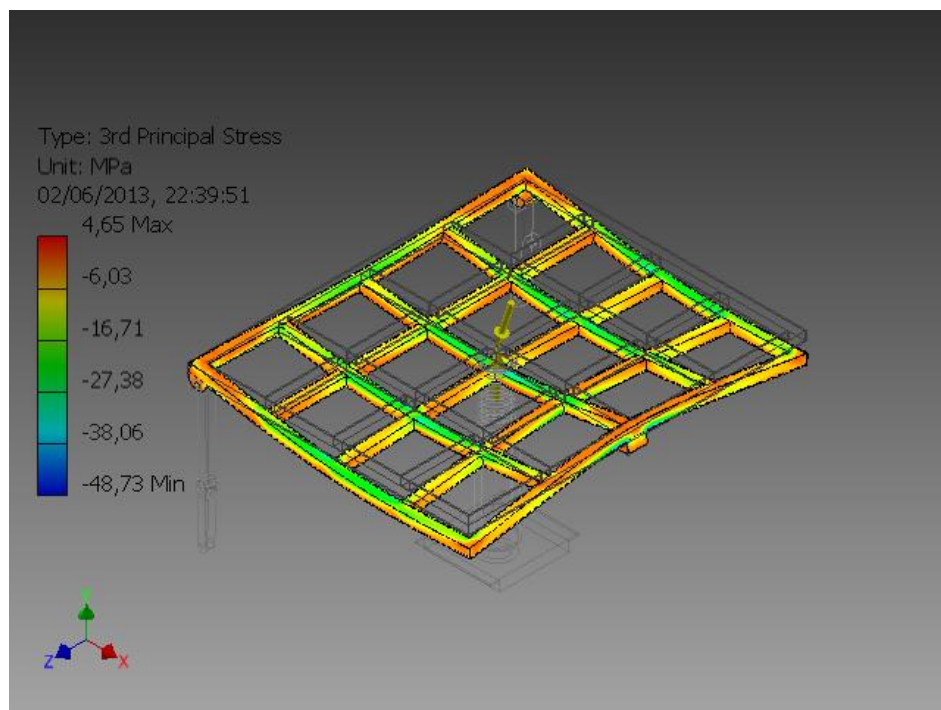 Type: 3rd Principal Stress
Unit: MPa
02/06/2013, 22:39:51
4,65 Max
-6,03
-16,71
-27,38
-38,06
-48,73 Min
Y
Z
X